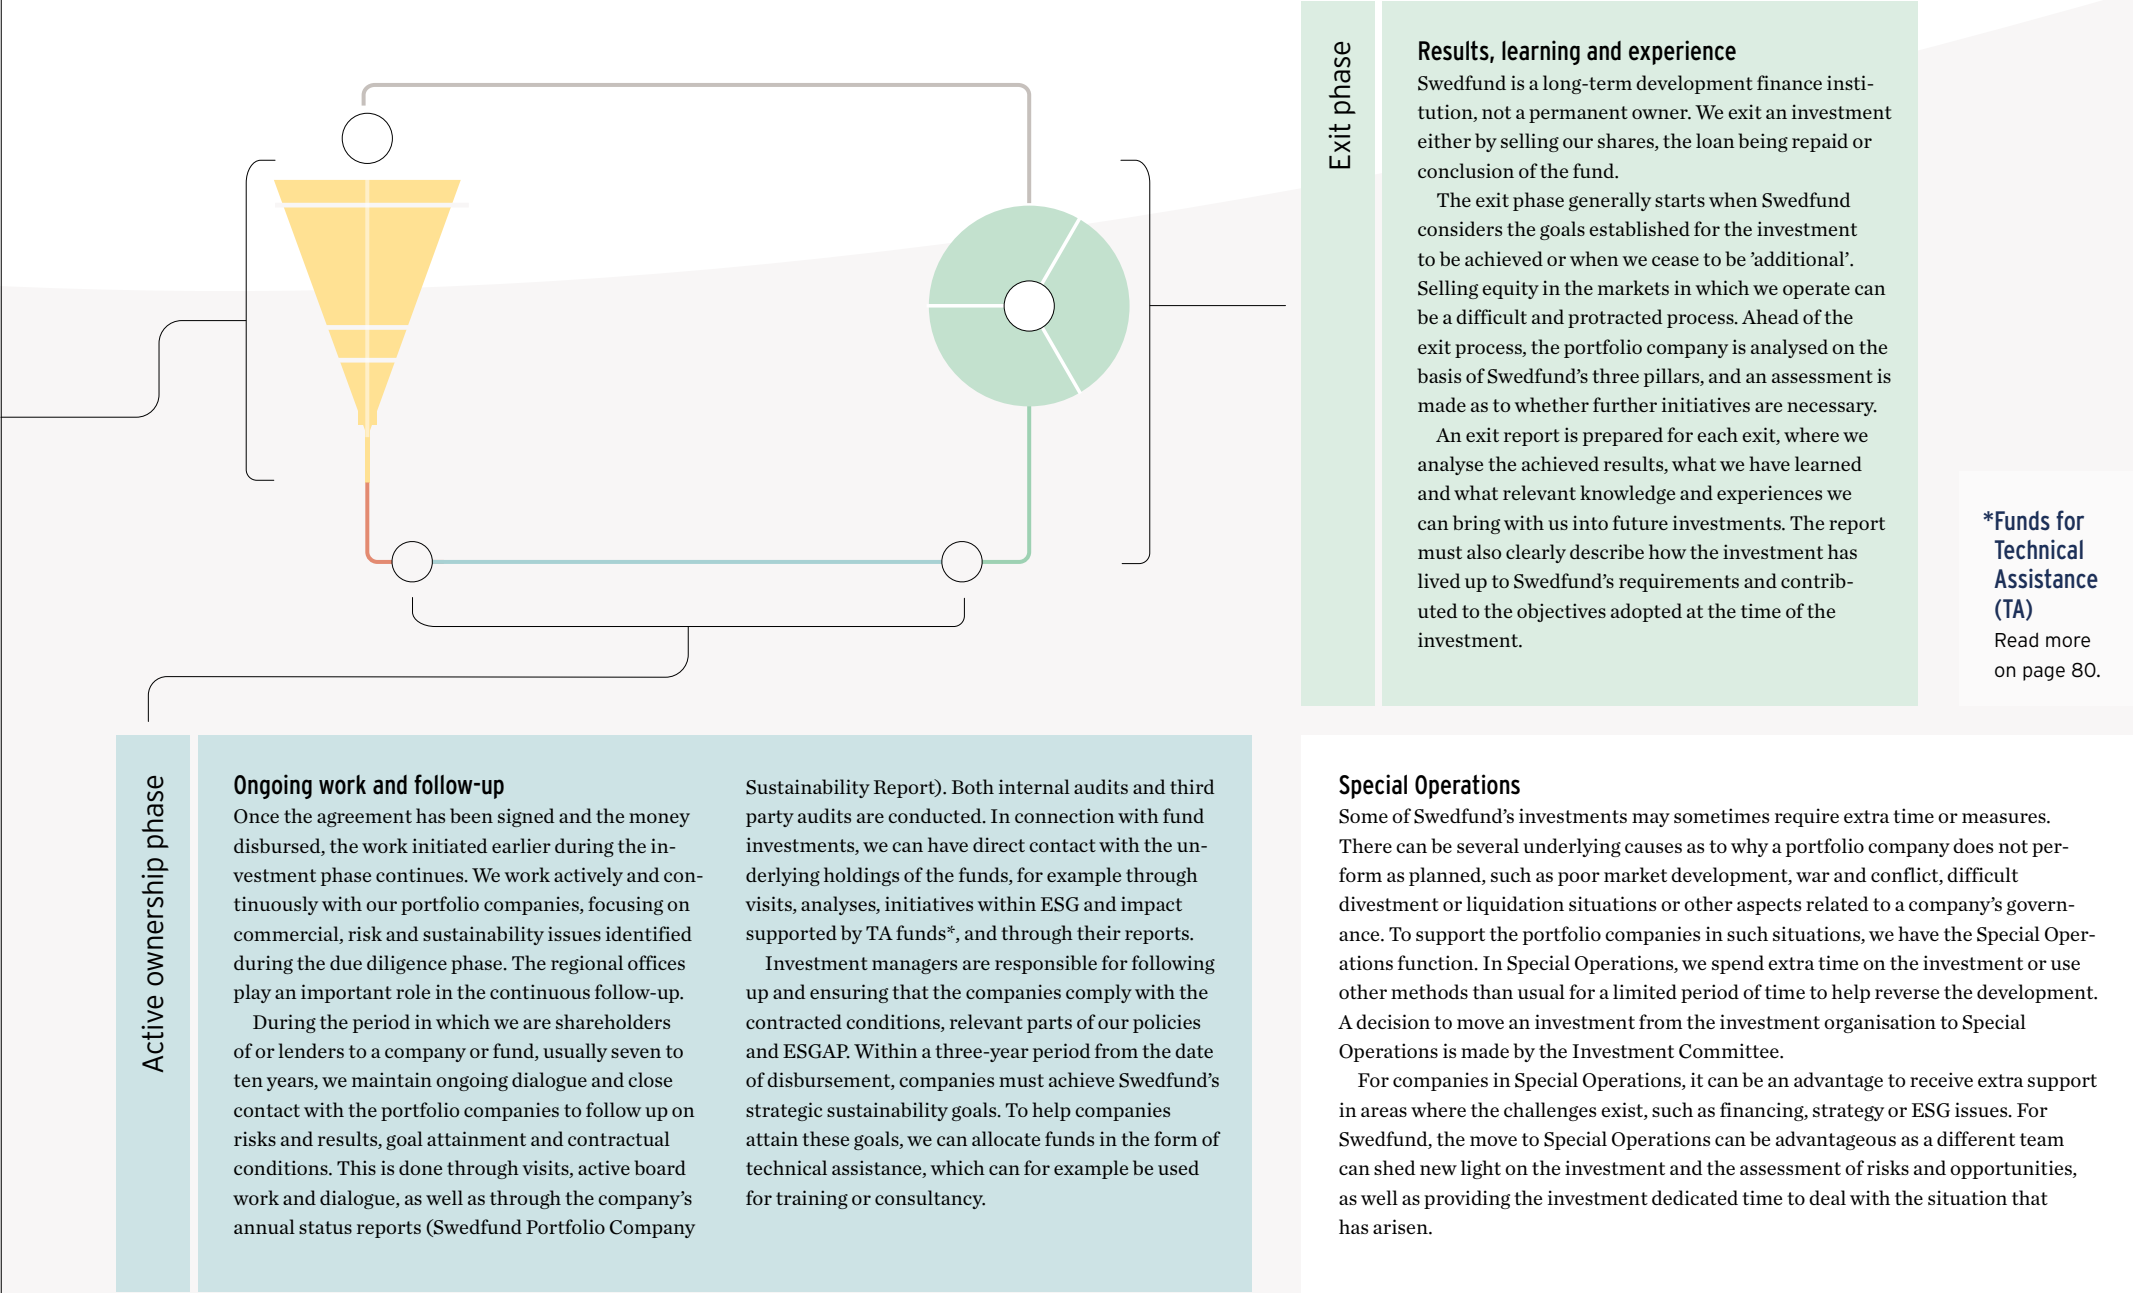 Exit phase
Results, learning and experience
Swedfund is a long-term development finance insti-
tution, not a permanent owner. We exit an investment
either by selling our shares, the loan being repaid or
conclusion of the fund.
The exit phase generally starts when Swedfund
considers the goals established for the investment
to be achieved or when we cease to be ’additional’.
Selling equity in the markets in which we operate can
be a difficult and protracted process. Ahead of the
exit process, the portfolio company is analysed on the
basis of Swedfund’s three pillars, and an assessment is
made as to whether further initiatives are necessary.
An exit report is prepared for each exit, where we
analyse the achieved results, what we have learned
and what relevant knowledge and experiences we
can bring with us into future investments. The report
must also clearly describe how the investment has
lived up to Swedfund’s requirements and contrib-
uted to the objectives adopted at the time of the
investment.
*Funds for
Technical
Assistance
(TA)
Read more
on page 80.
Active ownership phase
Ongoing work and follow-up
Once the agreement has been signed and the money
disbursed, the work initiated earlier during the in-
vestment phase continues. We work actively and con-
tinuously with our portfolio companies, focusing on
commercial, risk and sustainability issues identified
during the due diligence phase. The regional offices
play an important role in the continuous follow-up.
During the period in which we are shareholders
of or lenders to a company or fund, usually seven to
ten years, we maintain ongoing dialogue and close
contact with the portfolio companies to follow up on
risks and results, goal attainment and contractual
conditions. This is done through visits, active board
work and dialogue, as well as through the company’s
annual status reports (Swedfund Portfolio Company
Sustainability Report). Both internal audits and third
party audits are conducted. In connection with fund
investments, we can have direct contact with the un-
derlying holdings of the funds, for example through
visits, analyses, initiatives within ESG and impact
supported by TA funds*, and through their reports.
Investment managers are responsible for following
up and ensuring that the companies comply with the
contracted conditions, relevant parts of our policies
and ESGAP. Within a three-year period from the date
of disbursement, companies must achieve Swedfund’s
strategic sustainability goals. To help companies
attain these goals, we can allocate funds in the form of
technical assistance, which can for example be used
for training or consultancy.
Special Operations
Some of Swedfund’s investments may sometimes require extra time or measures.
There can be several underlying causes as to why a portfolio company does not per-
form as planned, such as poor market development, war and conflict, difficult
divestment or liquidation situations or other aspects related to a company’s govern-
ance. To support the portfolio companies in such situations, we have the Special Oper-
ations function. In Special Operations, we spend extra time on the investment or use
other methods than usual for a limited period of time to help reverse the development.
A decision to move an investment from the investment organisation to Special
Operations is made by the Investment Committee.
For companies in Special Operations, it can be an advantage to receive extra support
in areas where the challenges exist, such as financing, strategy or ESG issues. For
Swedfund, the move to Special Operations can be advantageous as a different team
can shed new light on the investment and the assessment of risks and opportunities,
as well as providing the investment dedicated time to deal with the situation that
has arisen.